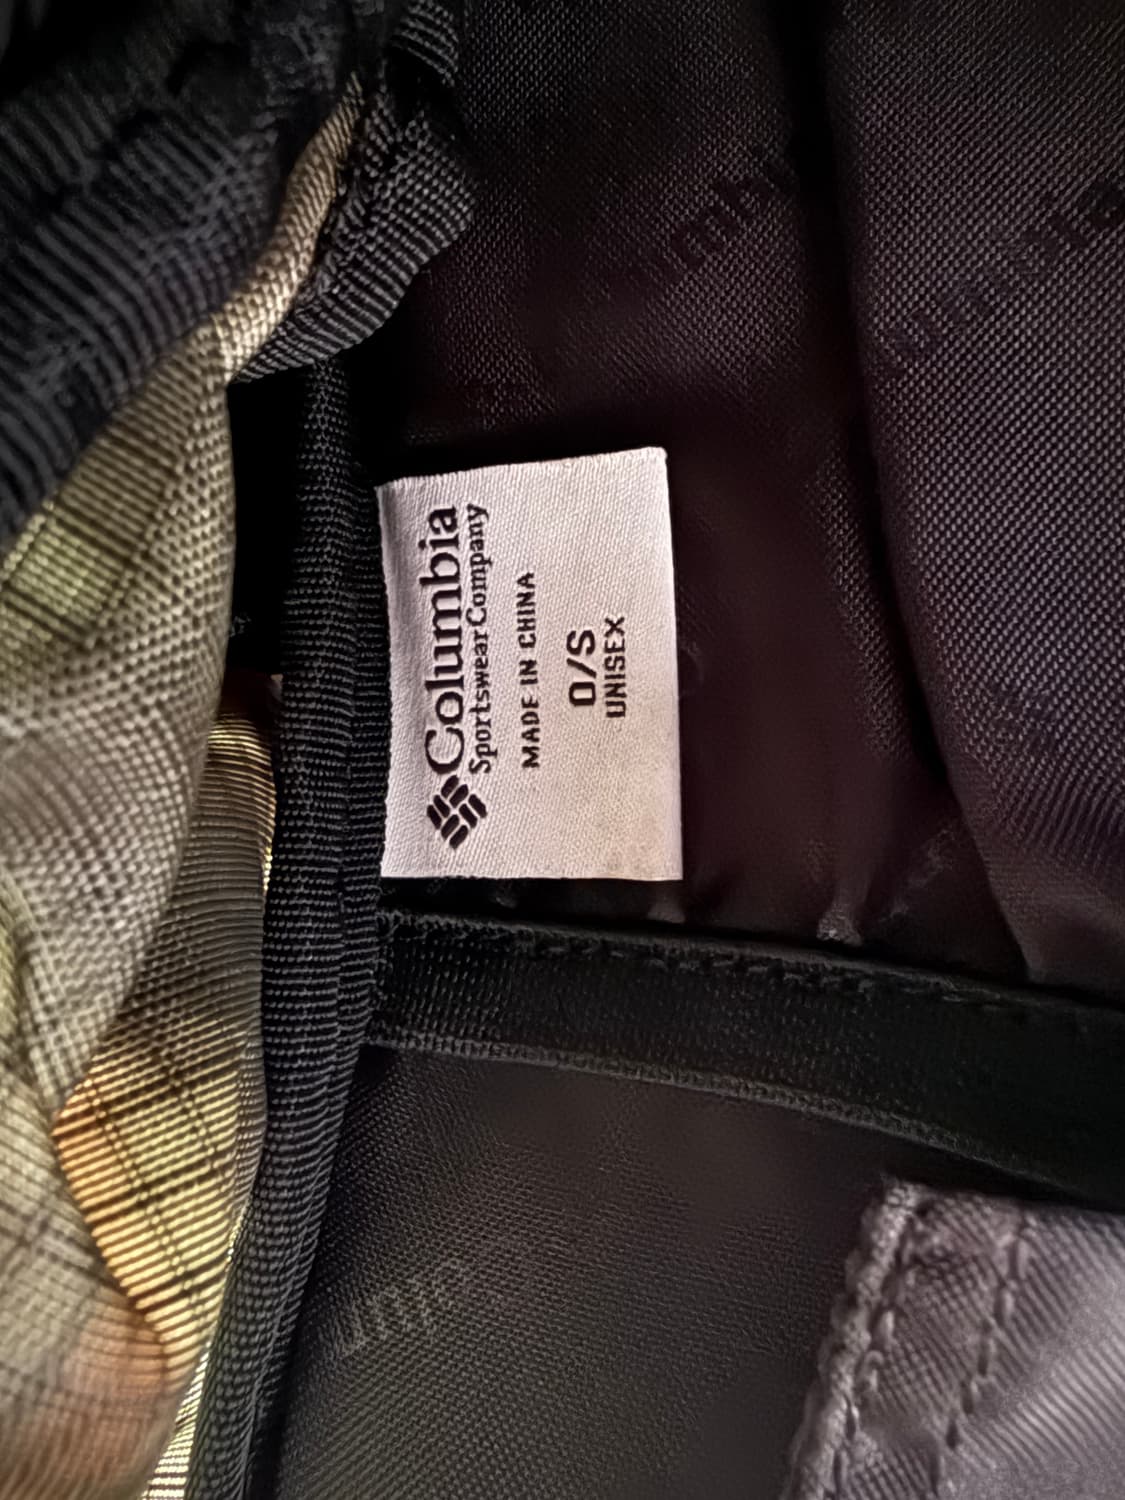 Columbia
Sportswear Company
MADE IN CHINA
O/S
UNISEX